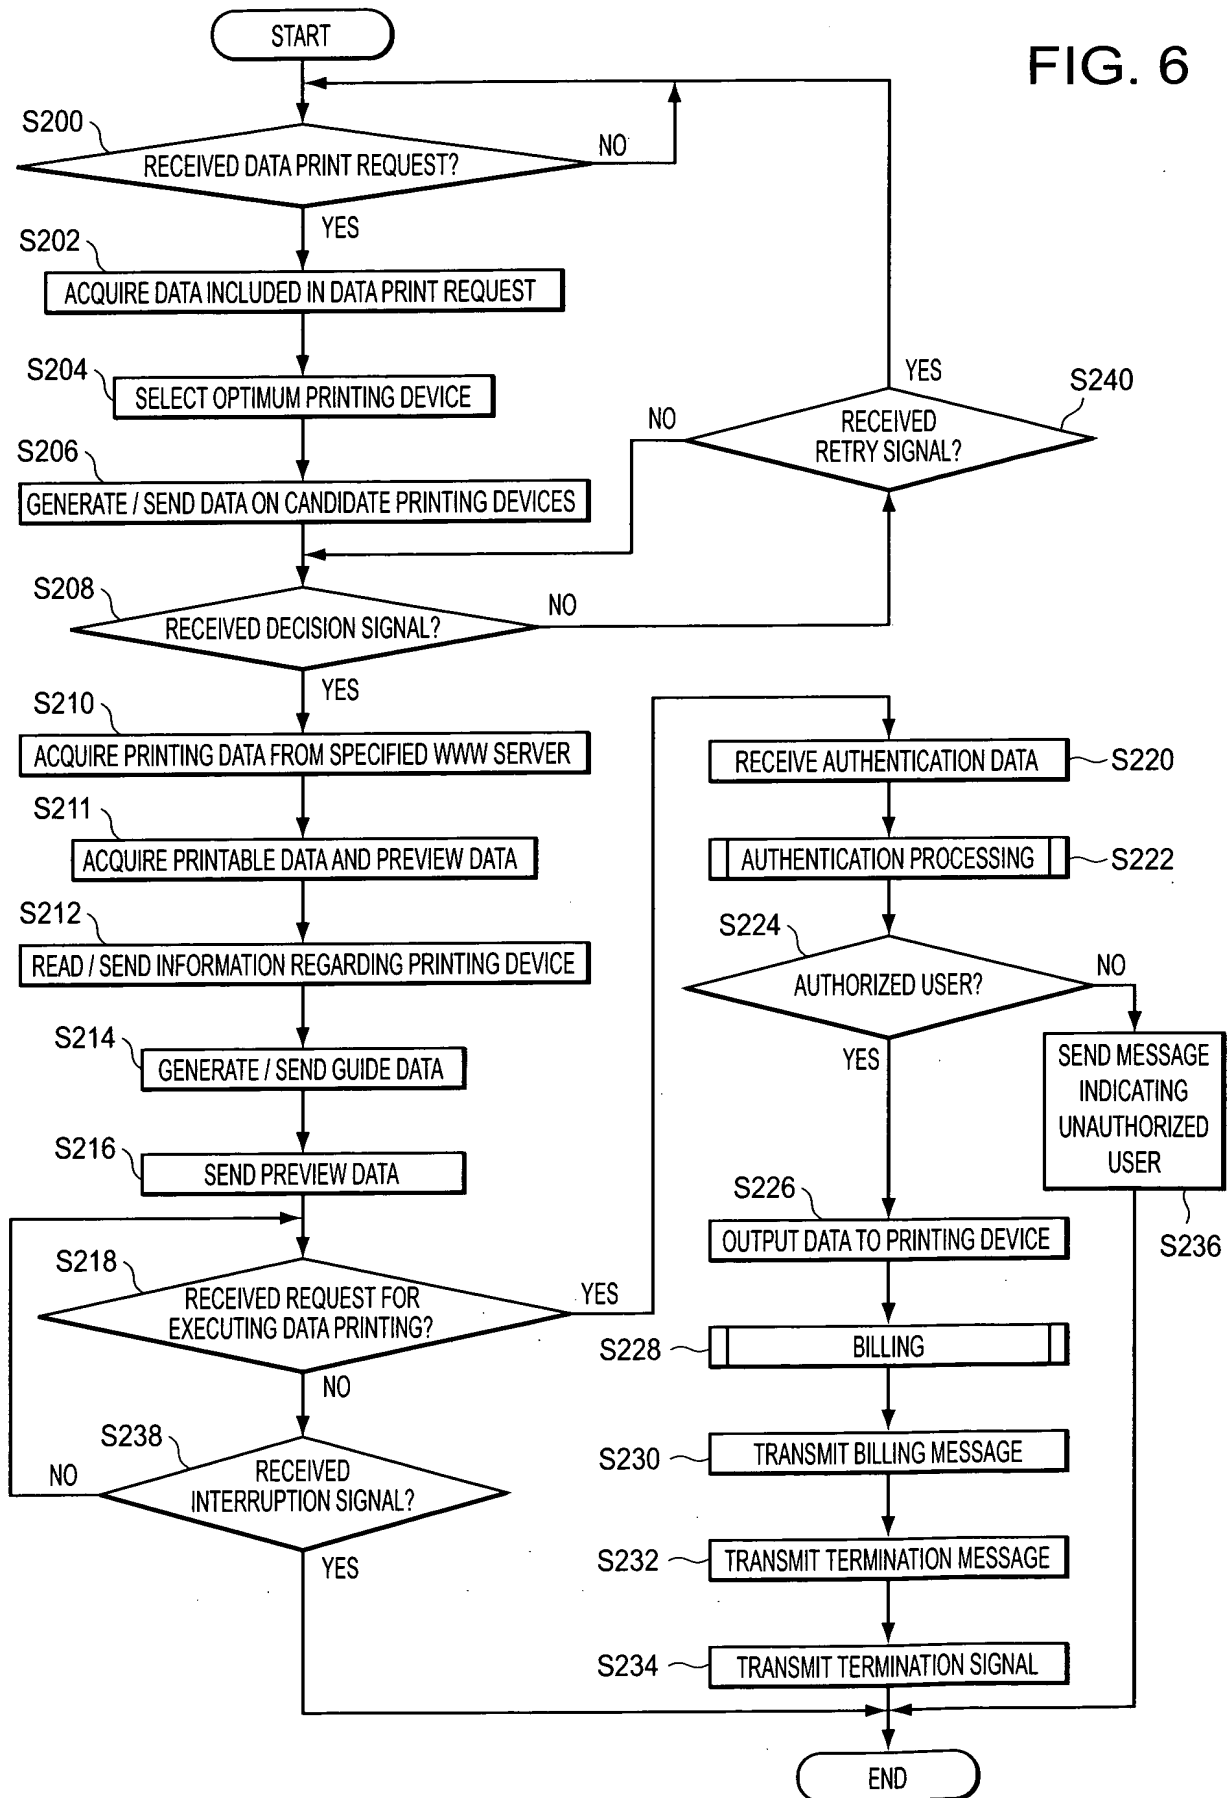 START
FIG. 6
S200
RECEIVED DATA PRINT REQUEST?
NO
YES
S202
ACQUIRE DATA INCLUDED IN DATA PRINT REQUEST
S204
SELECT OPTIMUM PRINTING DEVICE
S206
GENERATE / SEND DATA ON CANDIDATE PRINTING DEVICES
YES
S240
NO
RECEIVED
RETRY SIGNAL?
S208
RECEIVED DECISION SIGNAL?
NO
YES
S210
ACQUIRE PRINTING DATA FROM SPECIFIED WWW SERVER
S211
ACQUIRE PRINTABLE DATA AND PREVIEW DATA
S212
READ / SEND INFORMATION REGARDING PRINTING DEVICE
S214
GENERATE / SEND GUIDE DATA
S216
SEND PREVIEW DATA
S218
RECEIVED REQUEST FOR
EXECUTING DATA PRINTING?
YES
NO
S238
RECEIVED
INTERRUPTION SIGNAL?
NO
YES
RECEIVE AUTHENTICATION DATA
S220
AUTHENTICATION PROCESSING
S222
S224
AUTHORIZED USER?
NO
YES
SEND MESSAGE
INDICATING
UNAUTHORIZED
USER
S236
S226
OUTPUT DATA TO PRINTING DEVICE
S228
BILLING
S230
TRANSMIT BILLING MESSAGE
S232
TRANSMIT TERMINATION MESSAGE
S234
TRANSMIT TERMINATION SIGNAL
END